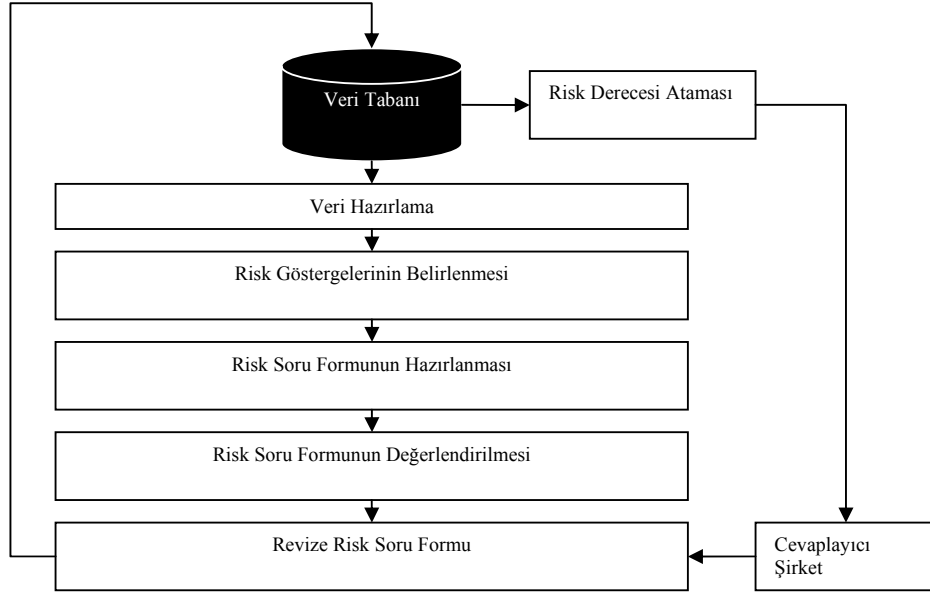 Veri Tabanı
Risk Derecesi Ataması
Veri Hazırlama
Risk Göstergelerinin Belirlenmesi
Risk Soru Formunun Hazırlanması
Risk Soru Formunun Değerlendirilmesi
Revize Risk Soru Formu
Cevaplayıcı
Şirket